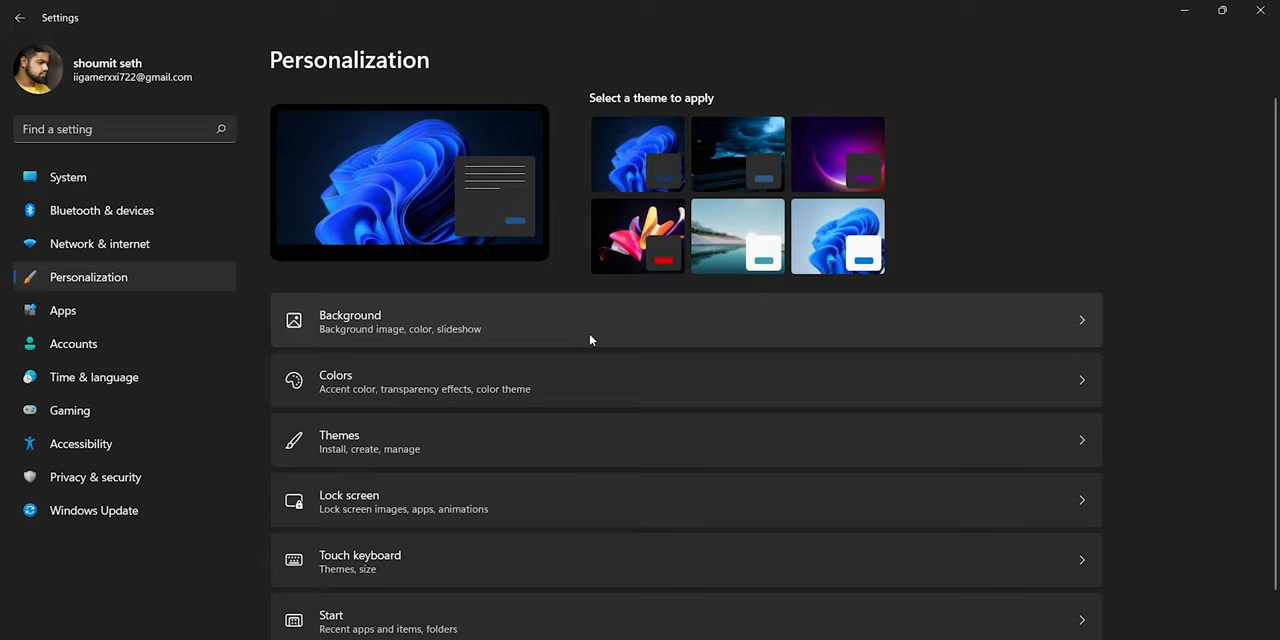 Settings
shoumit seth
iigamerxxi722@gmail.com
Find a setting
System
Bluetooth & devices
Network & internet
Personalization
Apps
Accounts
Time & language
Gaming
Accessibility
Privacy & security
Windows Update
Personalization
Select a theme to apply
Background
Background image, color, slideshow
Colors
Accent color, transparency effects, color theme
Themes
Install, create, manage
Lock screen
Lock screen images, apps, animations
Touch keyboard
Themes, size
Start
Recent apps and items, folders